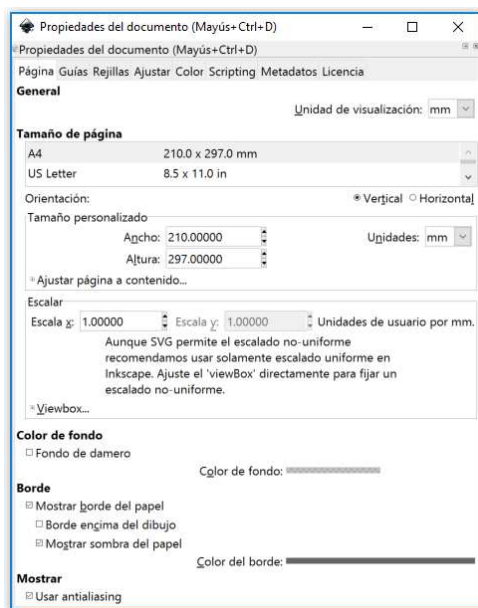 Propiedades del documento (Mayús+Ctrl+D)
Propiedades del documento (Mayús+Ctrl+D)
Página Guías Rejillas Ajustar Color Scripting Metadatos Licencia
General
Unidad de visualización: mm
Tamaño de página
A4 210.0 x 297.0 mm
US Letter 8.5 x 11.0 in
Orientación: Vertical Horizontal
Tamaño personalizado
Ancho: 210.00000 Unidades: mm
Altura: 297.00000
Ajustar página a contenido...
Escalar
Escala x: 1.00000 Escala y: 1.00000 Unidades de usuario por mm.
Aunque SVG permite el escalado no-uniforme
recomendamos usar solamente escalado uniforme en
Inkscape. Ajuste el 'viewBox' directamente para fijar un
escalado no-uniforme.
Viewbox...
Color de fondo
Fondo de damero
Color de fondo:
Borde
Mostrar borde del papel
Borde encima del dibujo
Mostrar sombra del papel
Color del borde:
Mostrar
Usar antialiasing